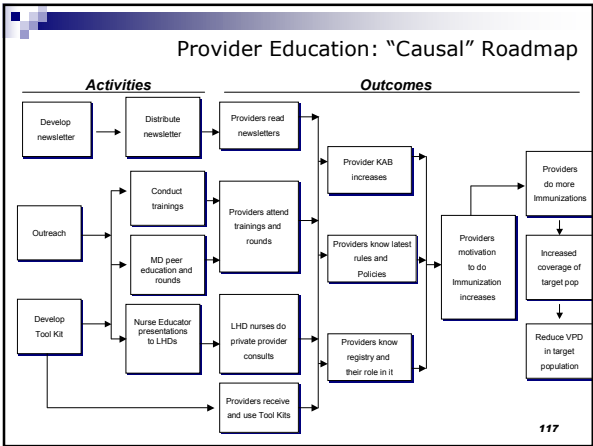 Provider Education: “Causal” Roadmap
Activities
Outcomes
Develop
newsletter
Distribute
newsletter
Providers read
newsletters
Outreach
Conduct
trainings
MD peer
education and
rounds
Providers attend
trainings and
rounds
Develop
Tool Kit
Nurse Educator
presentations
to LHDs
LHD nurses do
private provider
consults
Providers receive
and use Tool Kits
Provider KAB
increases
Providers know latest
rules and
Policies
Providers know
registry and
their role in it
Providers
motivation
to do
Immunization
increases
Providers
do more
Immunizations
Increased
coverage of
target pop
Reduce VPD
in target
population
117